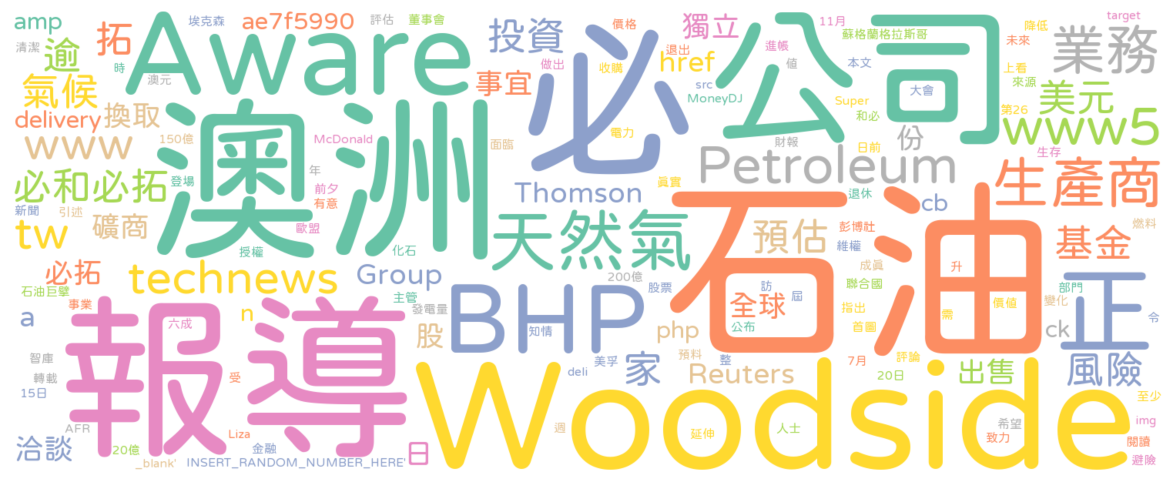 amp
埃克森
ae7f5990
評估
董事會
清潔
逾
拓
Aware
時
澳元
投資
價格
做出
收購
獨立
退出
進帳
11月
值
蘇格蘭格拉斯哥
降低
target
未來
業務
氣候
事宜
必
href
src
MoneyDJ
公司
本文
大會
上看
來源
美元
delivery
換取
www
150億
澳洲
McDonald
面臨
電力
Super
和必
財報
日前
份
第26
www5
生存
必和必拓
登場
年
前夕
有意
Thomson
真實
Petroleum
退休
cb
生產商
新聞
引述
礦商
歐盟
tw
授權
化石
天然氣
石油
預估
彭博社
維權
成真
燃料
基金
必拓
technews
Group
200億
股票
訪
屆
聯合國
升
部門
石油巨擘
事業
主管
發電量
BHP
全球
指出
需
價值
變化
正
a
六成
n
股
知情
php
公布
首圖
ck
令
智庫
報導
美孚
預料
整
7月
評論
風險
轉載
受
deli
家
Reuters
20日
出售
15日
Woodside
至少
AFR
Liza
週
延伸
人士
希望
致力
img
閱讀
洽談
20億
金融
日
_blank'
INSERT_RANDOM_NUMBER_HERE'
避險